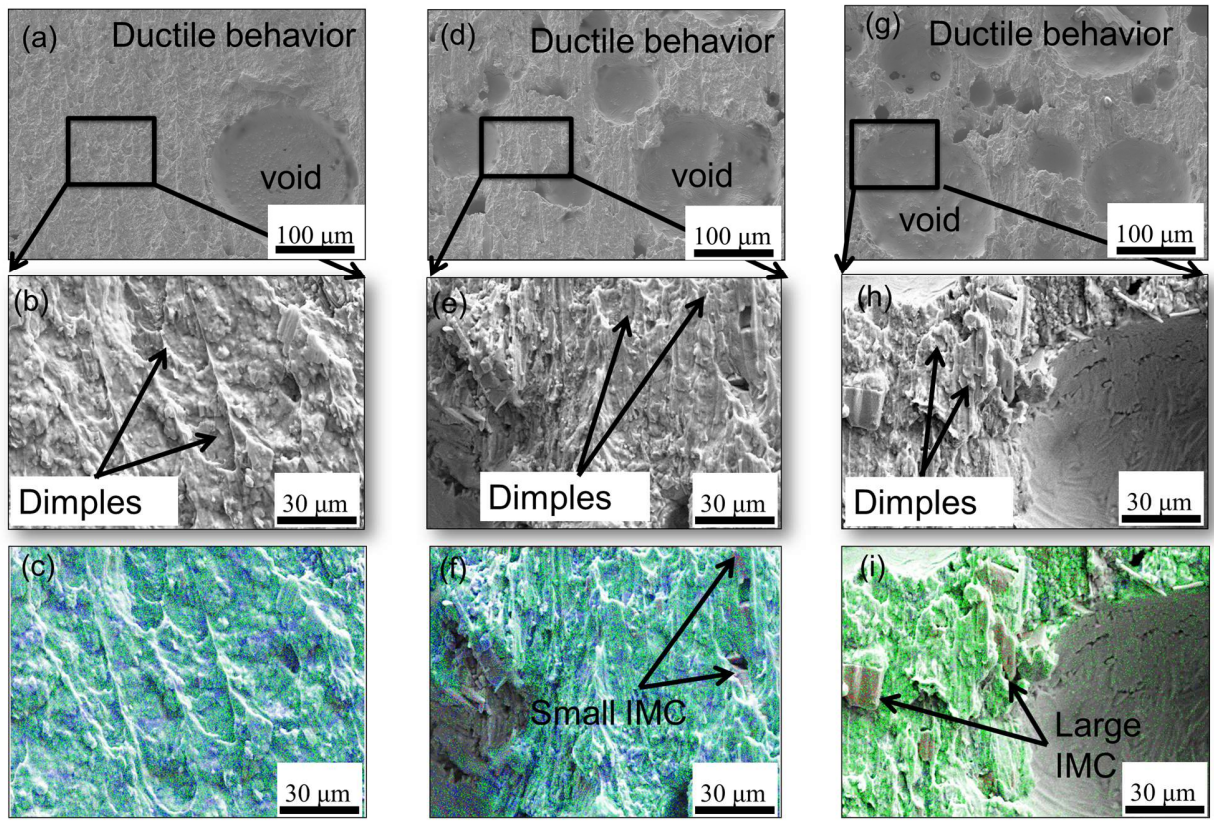 (a) Ductile behavior
void
100 μm
(d) Ductile behavior
void
100 μm
(g) Ductile behavior
void
100 μm
(b)
Dimples
30 μm
(e)
Dimples
30 μm
(h)
Dimples
30 μm
(c)
30 μm
(f)
Small IMC
30 μm
(i)
Large
IMC
30 μm